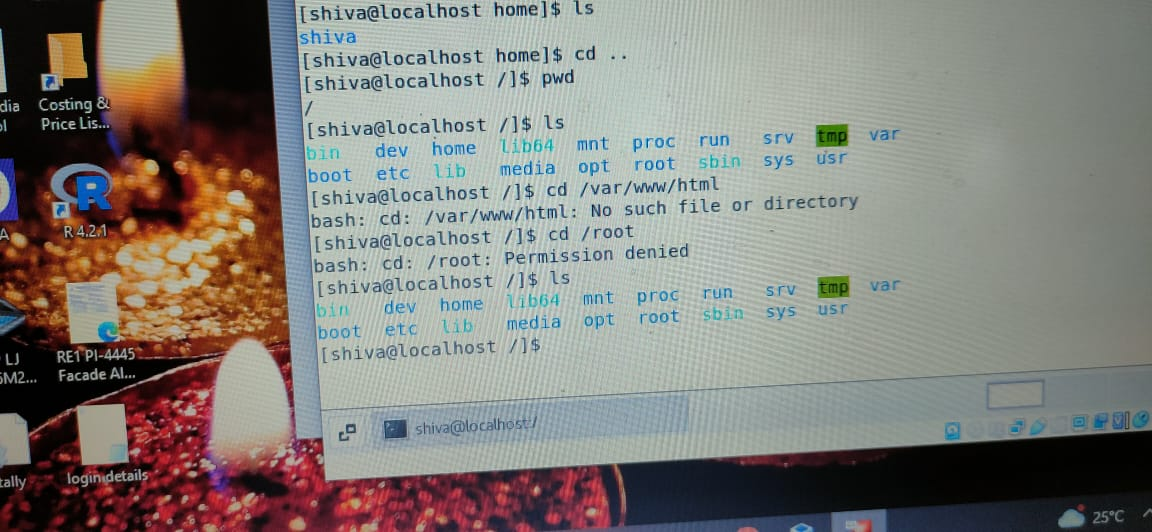 [shiva@localhost home]$ ls
shiva
[shiva@localhost home]$ cd ..
[shiva@localhost /]$ pwd
/
[shiva@localhost /]$ ls
bin dev home lib64 mnt proc run srv tmp var
boot etc lib media opt root sbin sys usr
[shiva@localhost /]$ cd /var/www/html
bash: cd: /var/www/html: No such file or directory
[shiva@localhost /]$ cd /root
bash: cd: /root: Permission denied
[shiva@localhost /]$ ls
bin dev home lib64 mnt proc run srv tmp var
boot etc lib media opt root sbin sys usr
[shiva@localhost /]$
shiva@localhost:/
Costing &
Price Lis...
R
R 4.2.1
RE1 PI-4445
Facade Al...
login details
25°C